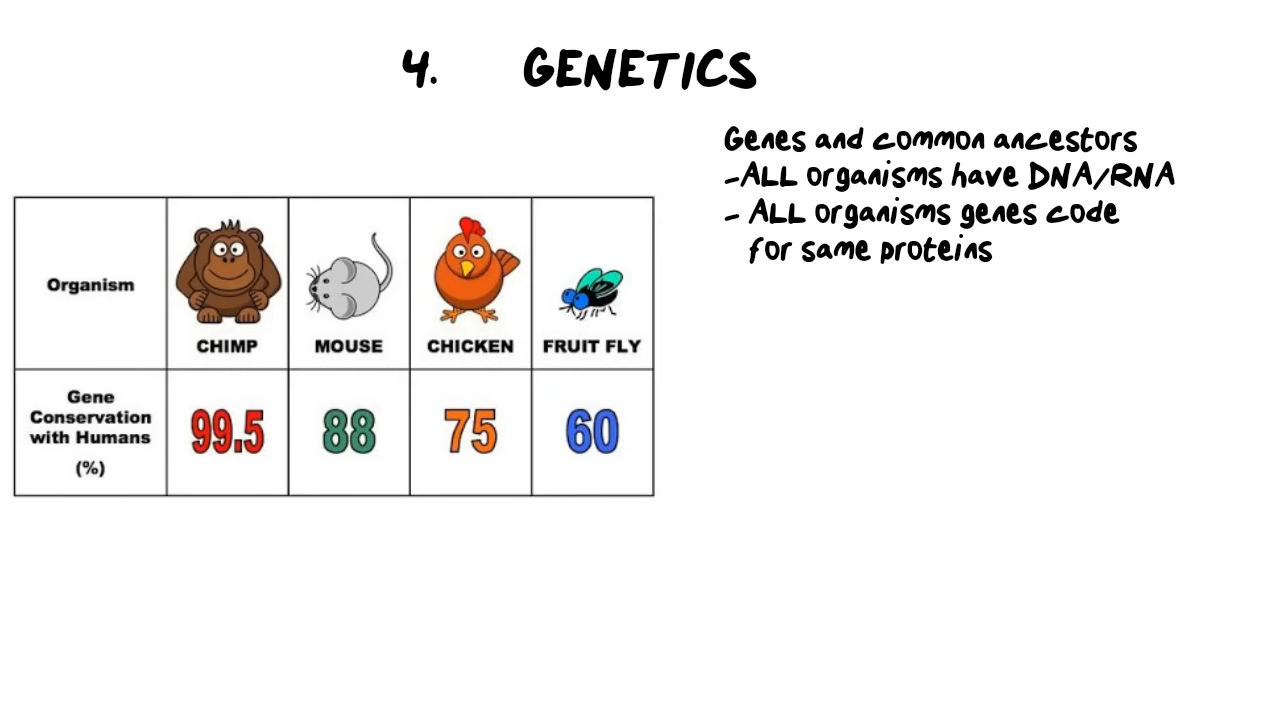 4. GENETICS
Genes and common ancestors
-ALL organisms have DNA/RNA
- ALL organisms genes code
for same proteins
Organism
CHIMP MOUSE CHICKEN FRUIT FLY
Gene
Conservation
with Humans
(%)
99.5 88 75 60